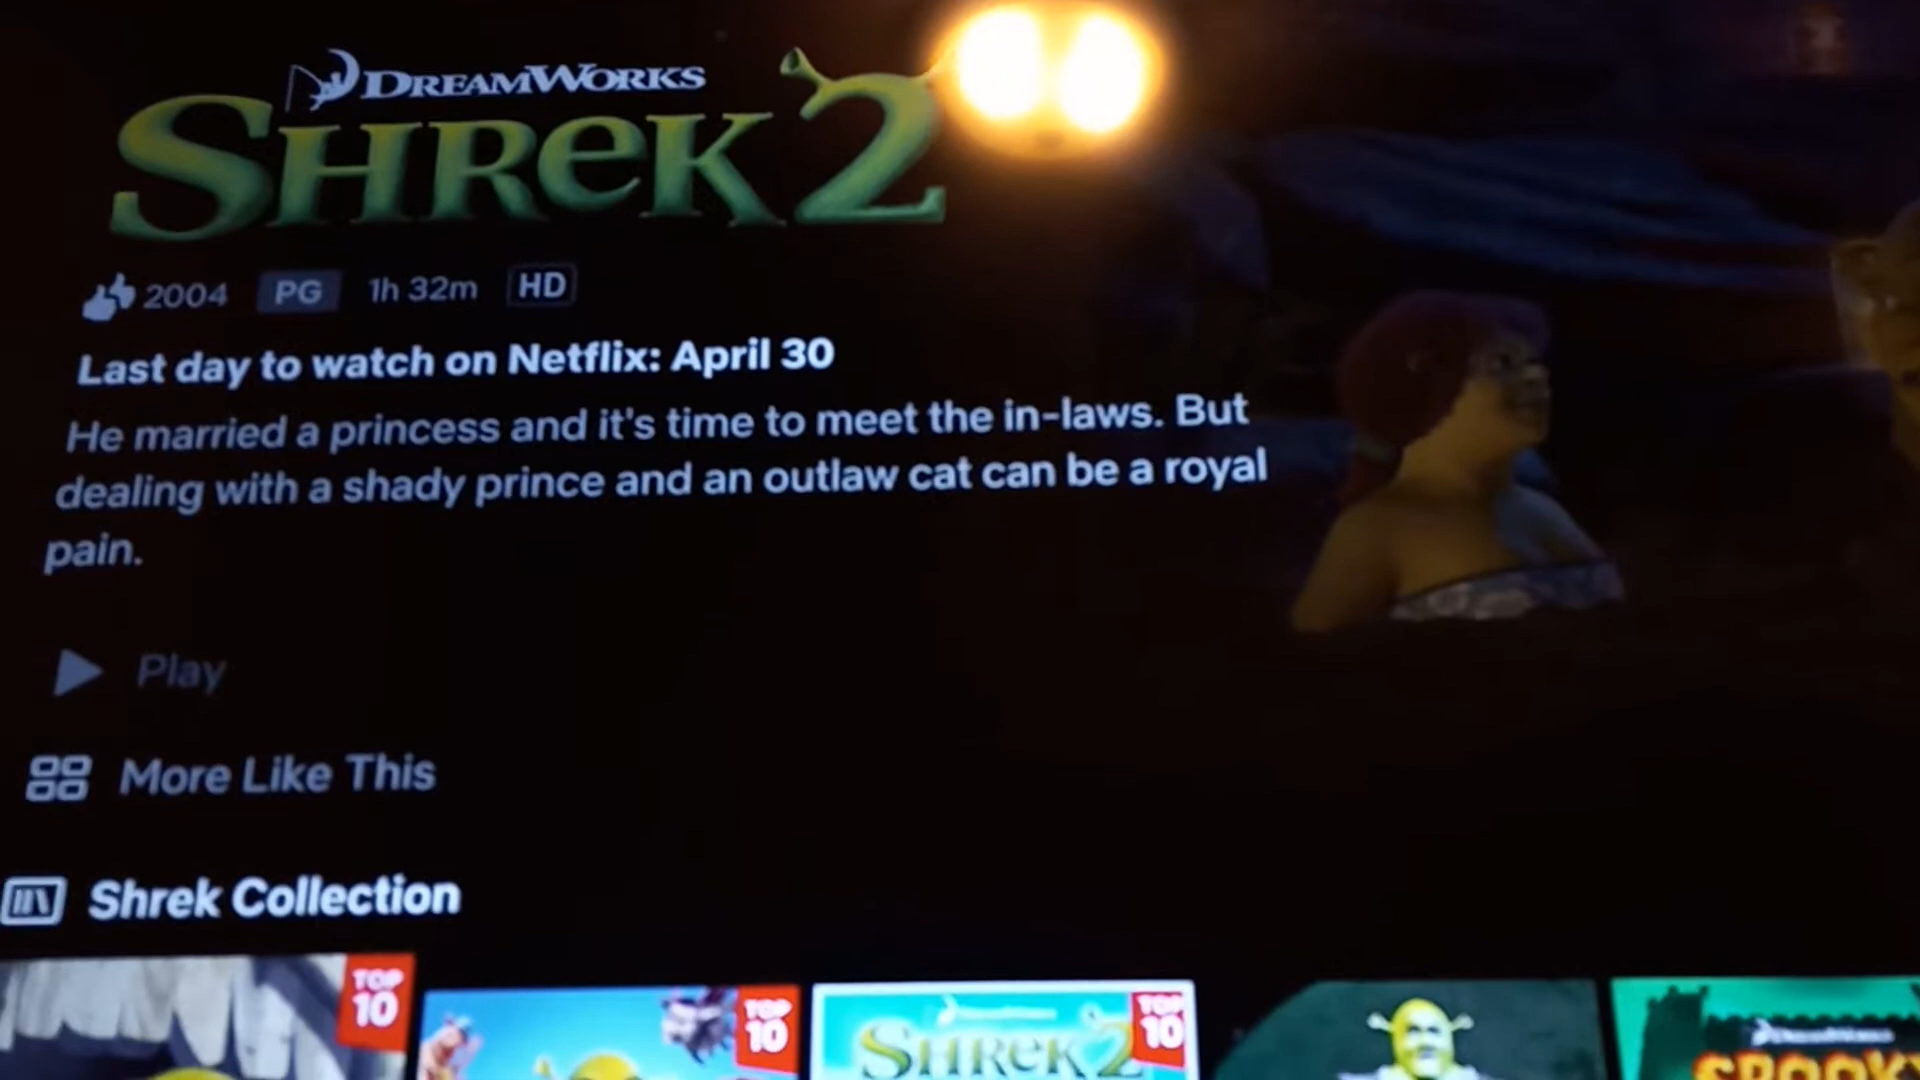 DREAMWORKS
SHREK 2
2004 PG 1h 32m HD
Last day to watch on Netflix: April 30
He married a princess and it's time to meet the in-laws. But
dealing with a shady prince and an outlaw cat can be a royal
pain.
Play
More Like This
Shrek Collection
TOP
10
TOP
10
SHREK 2
TOP
10
DREAMWORKS
SPOOKY